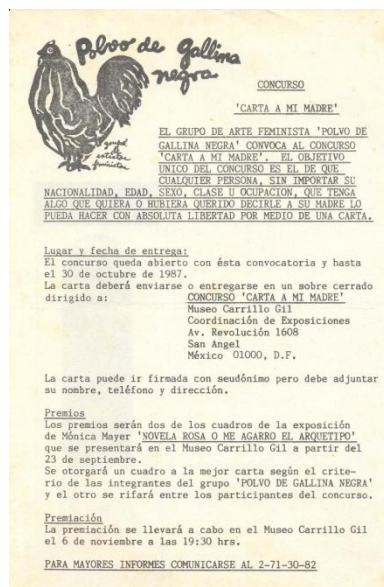 Polvo de gallina
negra
grupo
de
artistas
feministas
CONCURSO
'CARTA A MI MADRE'
EL GRUPO DE ARTE FEMINISTA 'POLVO DE
GALLINA NEGRA' CONVOCA AL CONCURSO
'CARTA A MI MADRE'. EL OBJETIVO
UNICO DEL CONCURSO ES EL DE QUE
CUALQUIER PERSONA, SIN IMPORTAR SU
NACIONALIDAD, EDAD, SEXO, CLASE U OCUPACION, QUE TENGA
ALGO QUE QUIERA O HUBIERA QUERIDO DECIRLE A SU MADRE LO
PUEDA HACER CON ABSOLUTA LIBERTAD POR MEDIO DE UNA CARTA.
Lugar y fecha de entrega:
El concurso queda abierto con ésta convocatoria y hasta
el 30 de octubre de 1987.
La carta deberá enviarse o entregarse en un sobre cerrado
dirigido a: CONCURSO 'CARTA A MI MADRE'
Museo Carrillo Gil
Coordinación de Exposiciones
Av. Revolución 1608
San Angel
México 01000, D.F.
La carta puede ir firmada con seudónimo pero debe adjuntar
su nombre, teléfono y dirección.
Premios
Los premios serán dos de los cuadros de la exposición
de Mónica Mayer 'NOVELA ROSA O ME AGARRO EL ARQUETIPO'
que se presentará en el Museo Carrillo Gil a partir del
23 de septiembre.
Se otorgará un cuadro a la mejor carta según el crite-
rio de las integrantes del grupo 'POLVO DE GALLINA NEGRA'
y el otro se rifará entre los participantes del concurso.
Premiación
La premiación se llevará a cabo en el Museo Carrillo Gil
el 6 de noviembre a las 19:30 hrs.
PARA MAYORES INFORMES COMUNICARSE AL 2-71-30-82